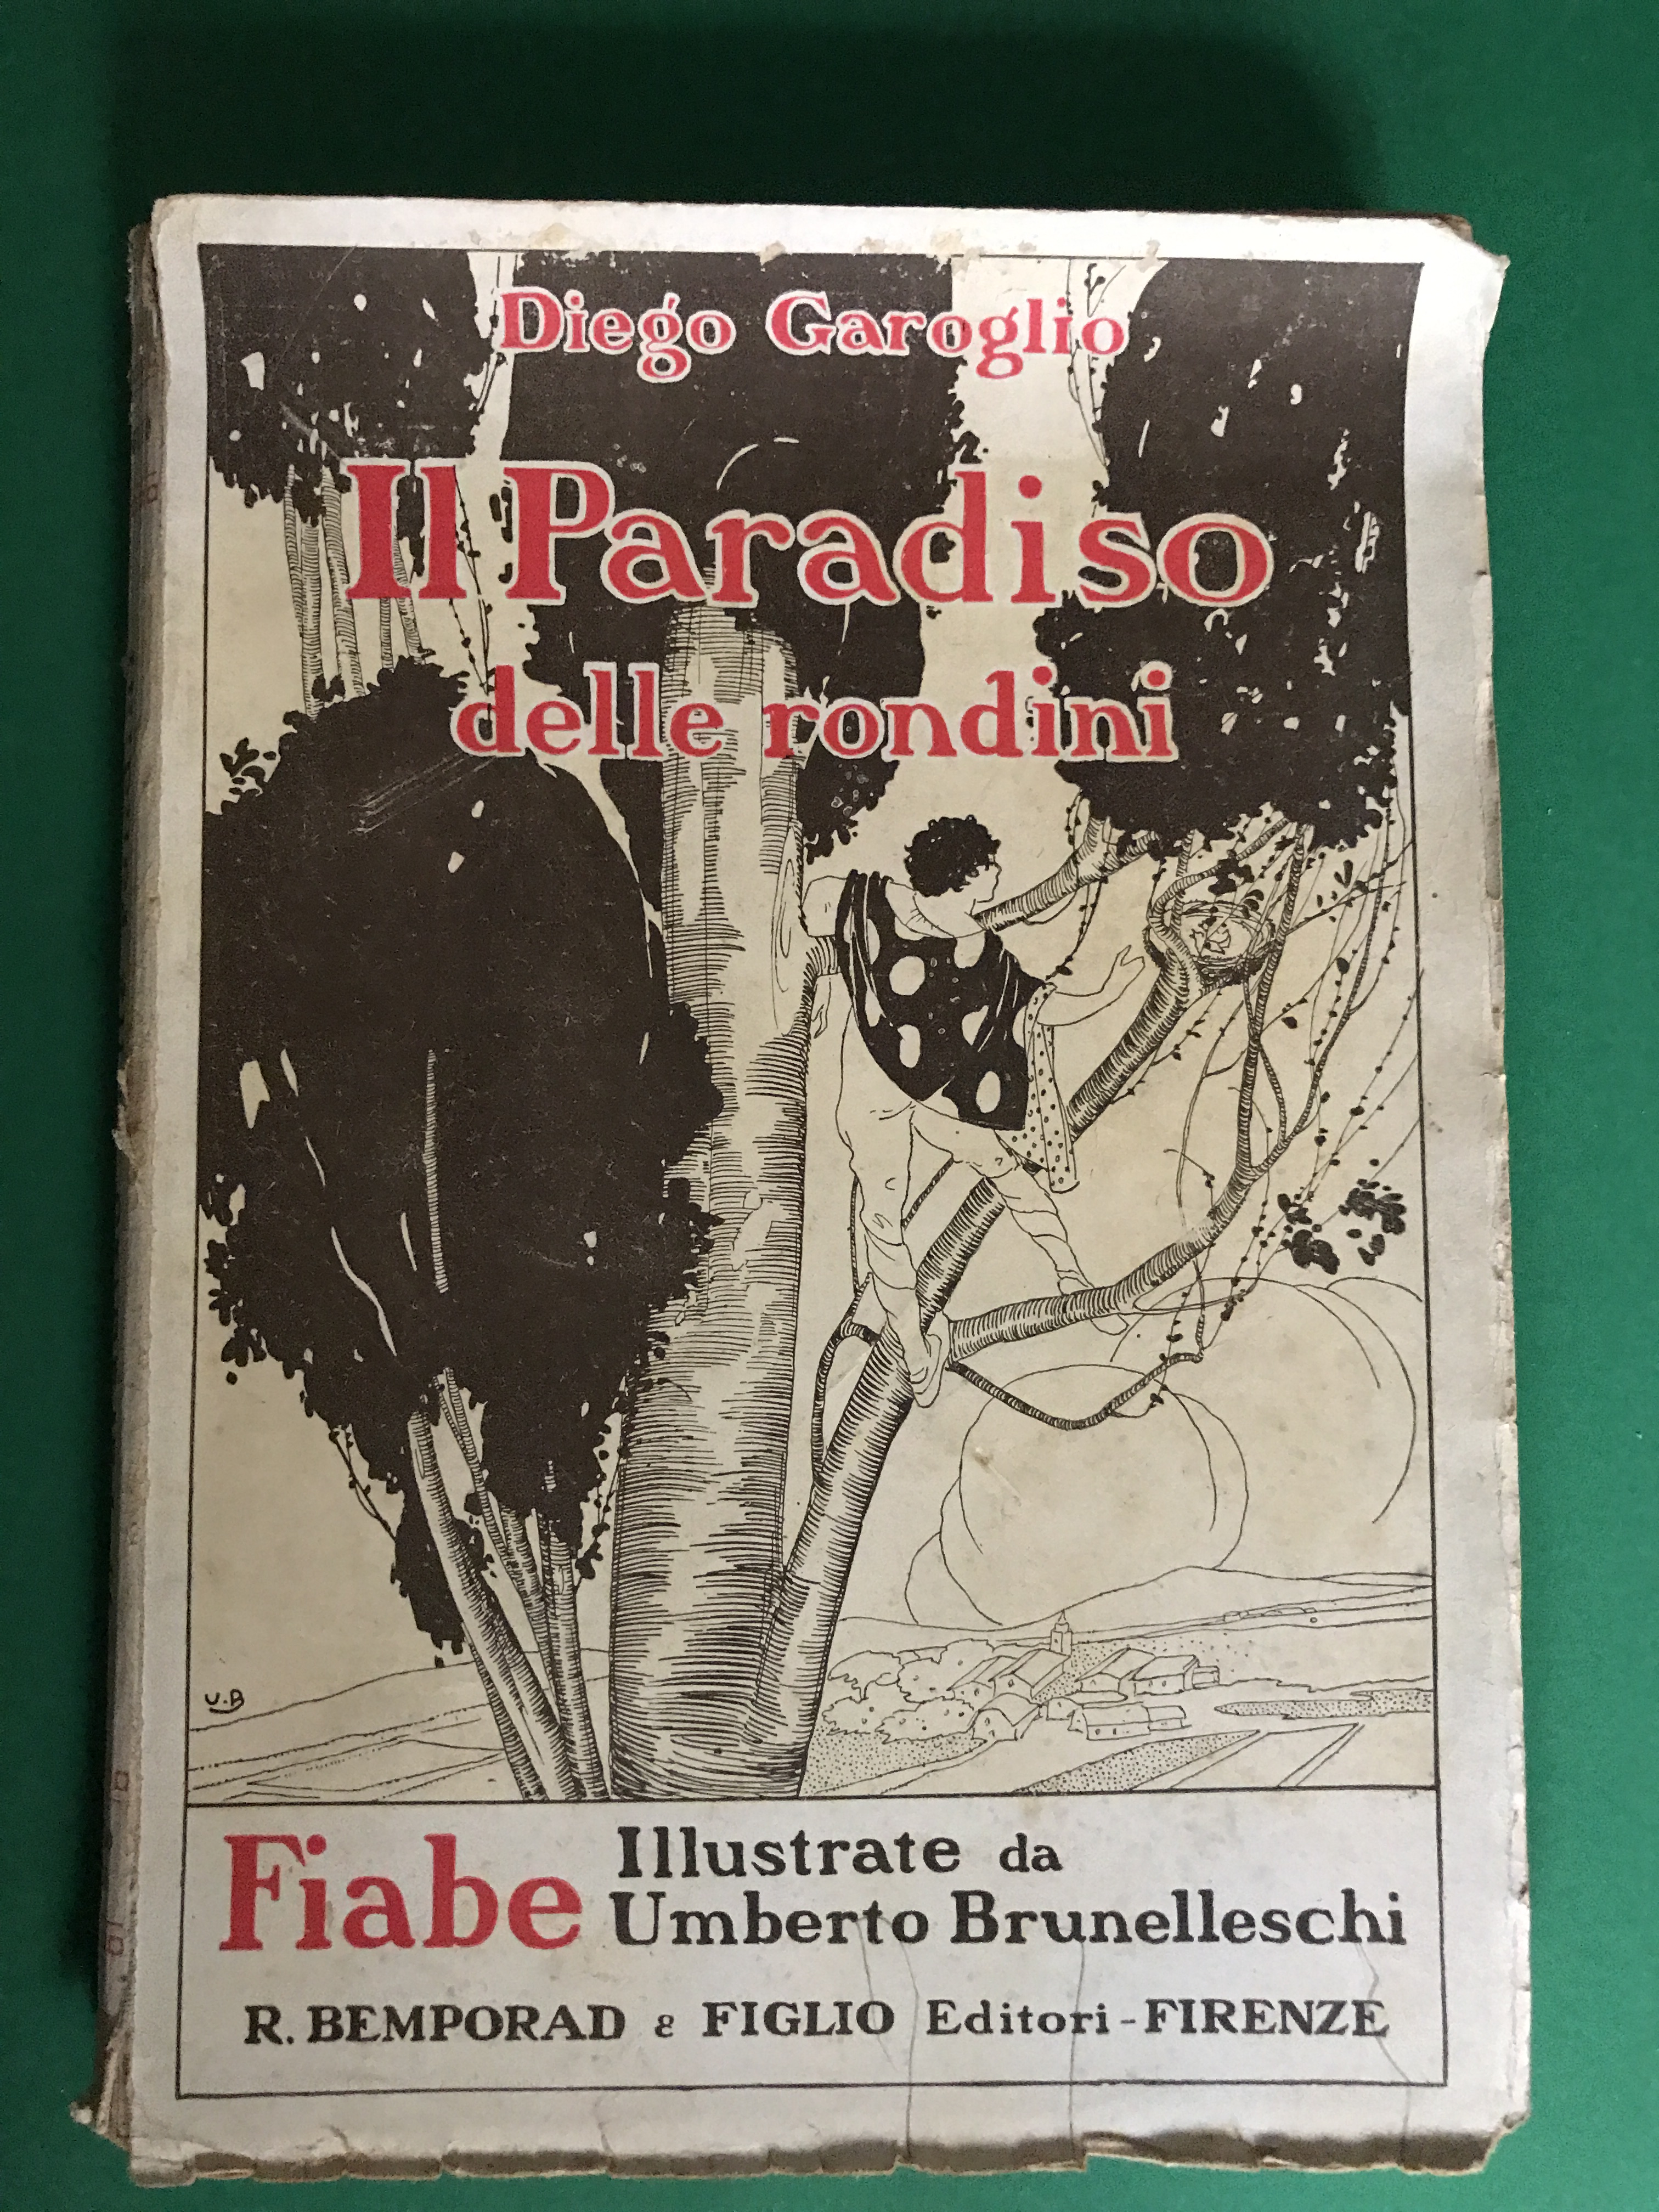 Diego Garoglio
Il Paradiso
delle rondini
U.B
Fiabe Illustrate da
Umberto Brunelleschi
R. BEMPORAD & FIGLIO Editori - FIRENZE